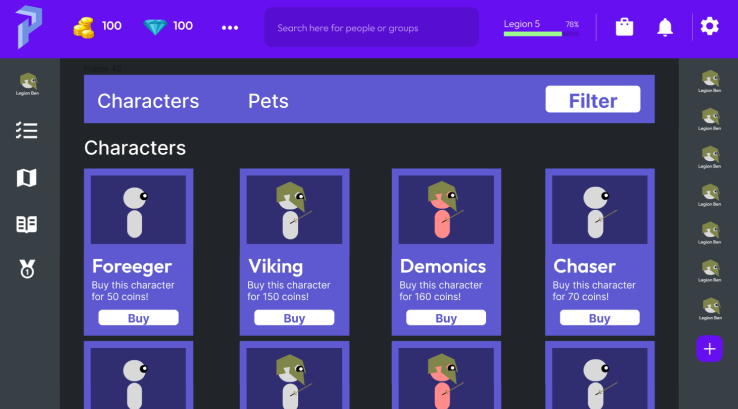 100
100
Search here for people or groups
Legion 5
78%
Legion Ben
Characters
Pets
Filter
Characters
Foreeger
Buy this character
for 50 coins!
Buy
Viking
Buy this character
for 150 coins!
Buy
Demonics
Buy this character
for 160 coins!
Buy
Chaser
Buy this character
for 70 coins!
Buy
Legion Ben
Legion Ben
Legion Ben
Legion Ben
Legion Ben
Legion Ben
Legion Ben